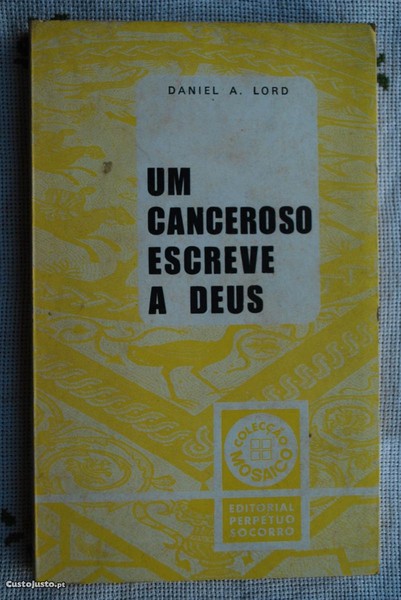 DANIEL A. LORD
UM
CANCEROSO
ESCREVE
A DEUS
COLECÇÃO
MOSAICO
EDITORIAL
PERPÉTUO
SOCORRO
CustoJusto.pt